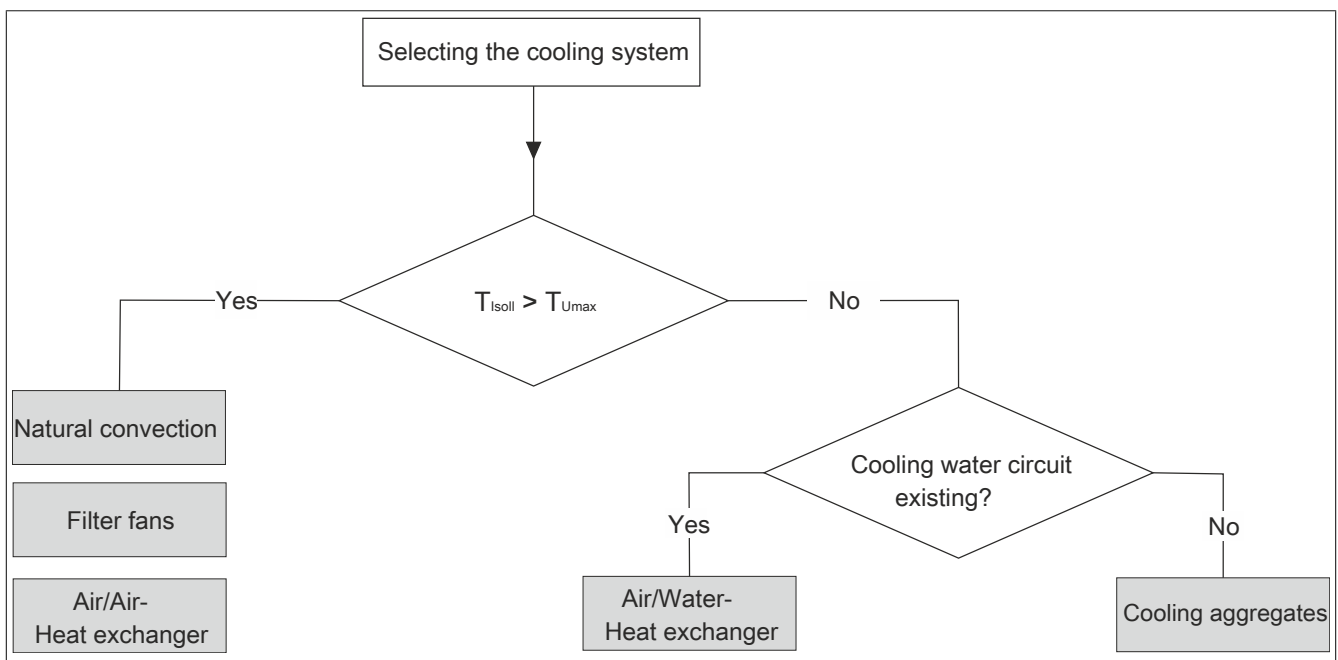 Selecting the cooling system
TIsoll > TUmax
Yes
No
Natural convection
Filter fans
Air/Air-
Heat exchanger
Cooling water circuit
existing?
Yes
No
Air/Water-
Heat exchanger
Cooling aggregates